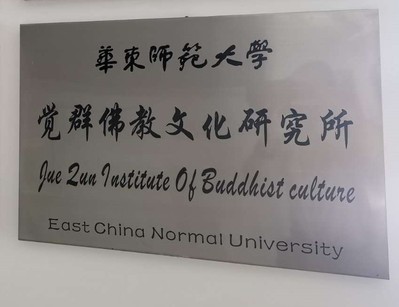 華東師范大學
觉群佛教文化研究所
Jue Qun Institute Of Buddhist culture
East China Normal University